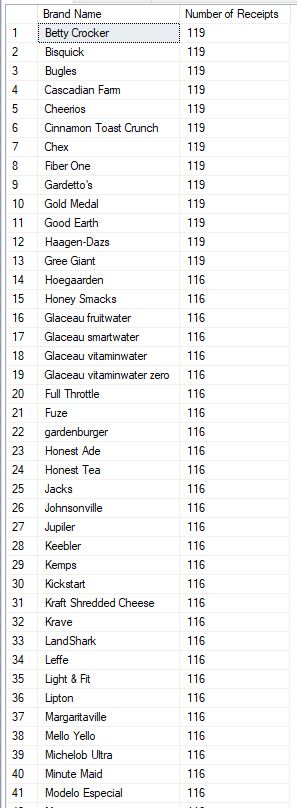 Brand Name Number of Receipts
1 Betty Crocker 119
2 Bisquick 119
3 Bugles 119
4 Cascadian Farm 119
5 Cheerios 119
6 Cinnamon Toast Crunch 119
7 Chex 119
8 Fiber One 119
9 Gardetto's 119
10 Gold Medal 119
11 Good Earth 119
12 Haagen-Dazs 119
13 Gree Giant 119
14 Hoegaarden 116
15 Honey Smacks 116
16 Glaceau fruitwater 116
17 Glaceau smartwater 116
18 Glaceau vitaminwater 116
19 Glaceau vitaminwater zero 116
20 Full Throttle 116
21 Fuze 116
22 gardenburger 116
23 Honest Ade 116
24 Honest Tea 116
25 Jacks 116
26 Johnsonville 116
27 Jupiler 116
28 Keebler 116
29 Kemps 116
30 Kickstart 116
31 Kraft Shredded Cheese 116
32 Krave 116
33 LandShark 116
34 Leffe 116
35 Light & Fit 116
36 Lipton 116
37 Margaritaville 116
38 Mello Yello 116
39 Michelob Ultra 116
40 Minute Maid 116
41 Modelo Especial 116